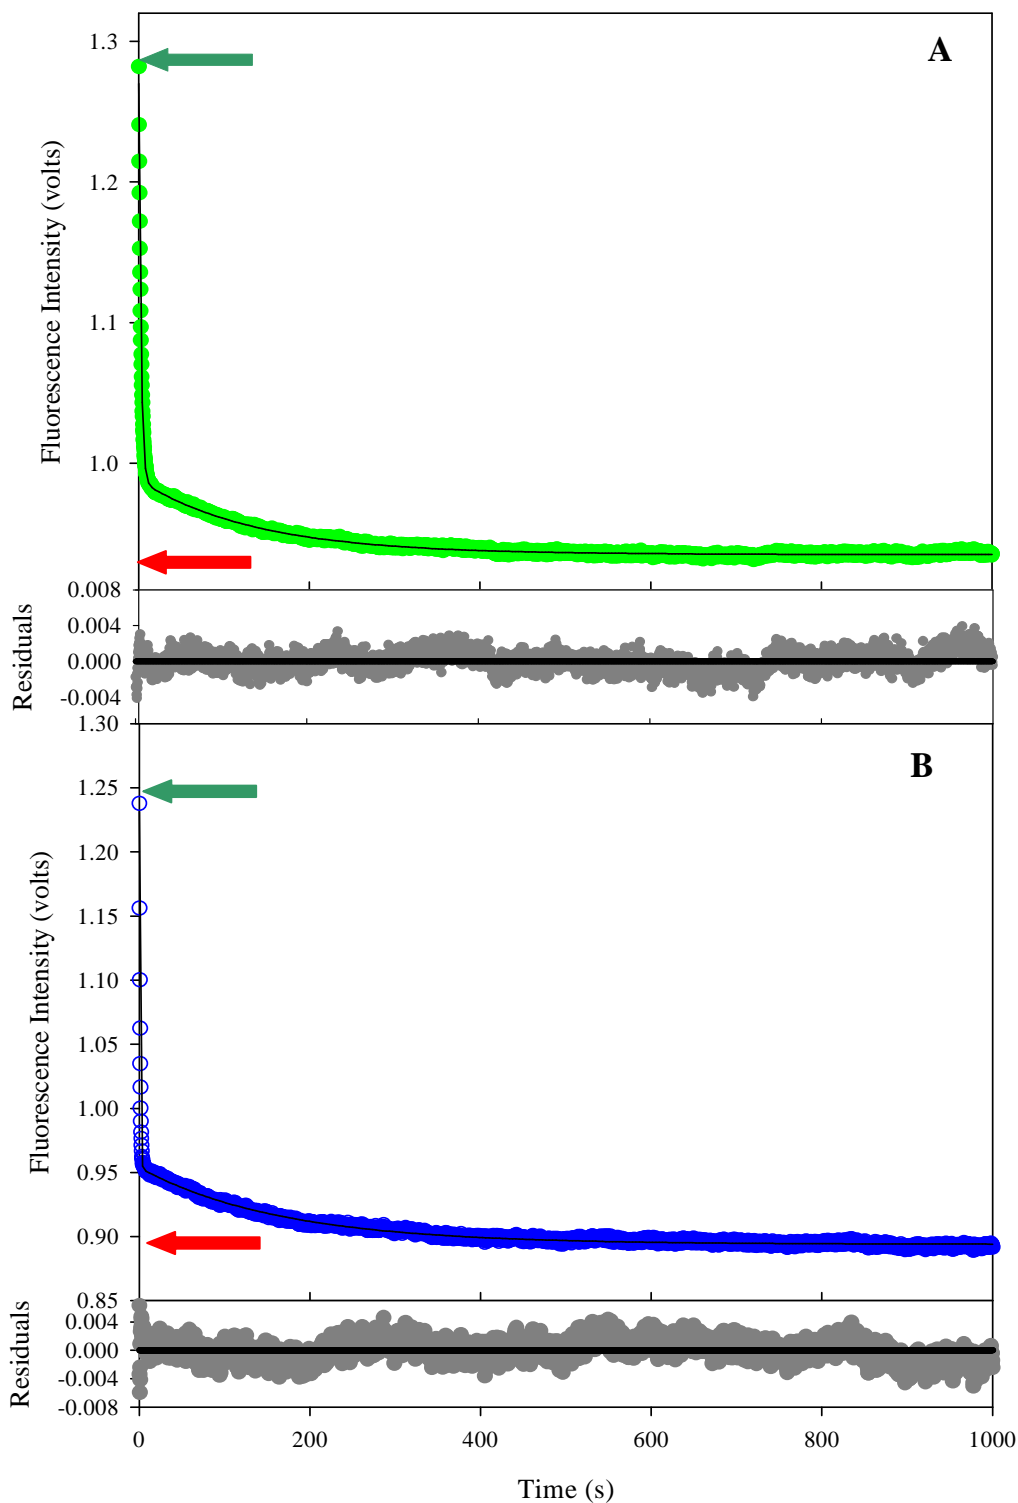 A
1.3
1.2
1.1
1.0
Fluorescence Intensity (volts)
0.008
0.004
0.000
-0.004
Residuals
B
1.30
1.25
1.20
1.15
1.10
1.05
1.00
0.95
0.90
0.85
Fluorescence Intensity (volts)
0.004
0.000
-0.004
-0.008
Residuals
0 200 400 600 800 1000
Time (s)